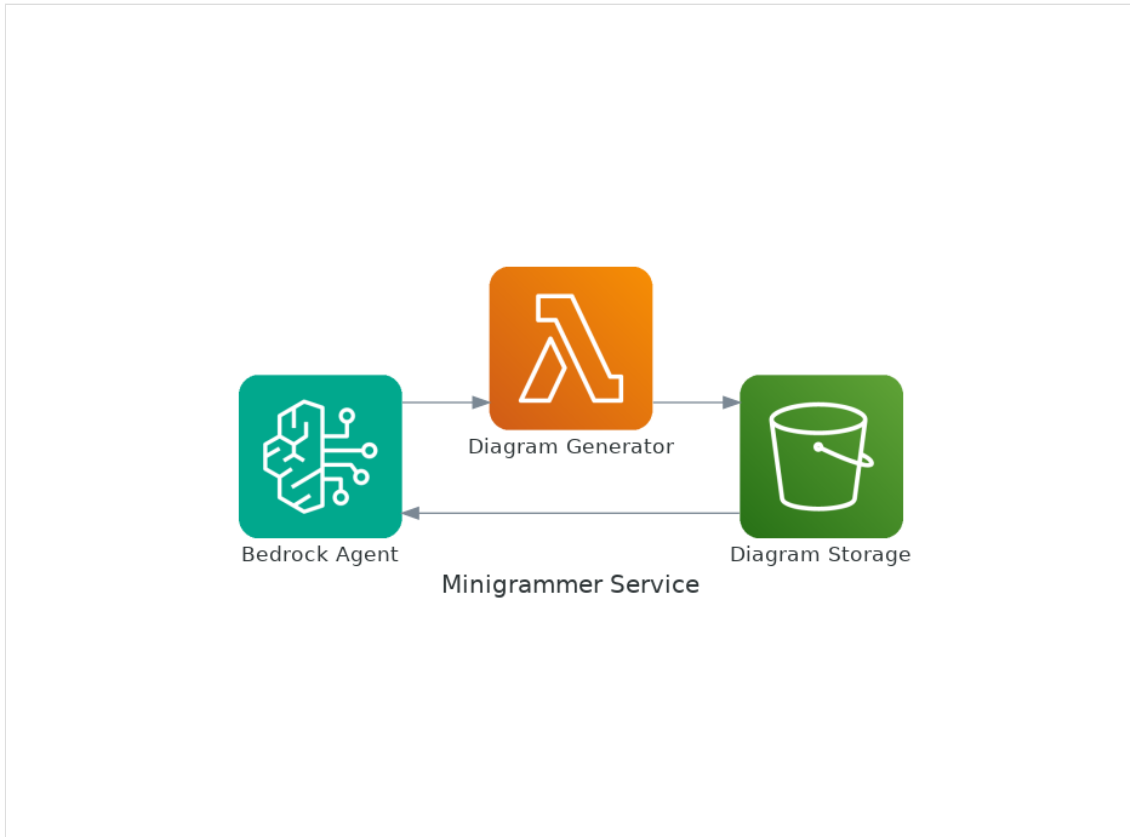 Diagram Generator
Bedrock Agent
Diagram Storage
Minigrammer Service